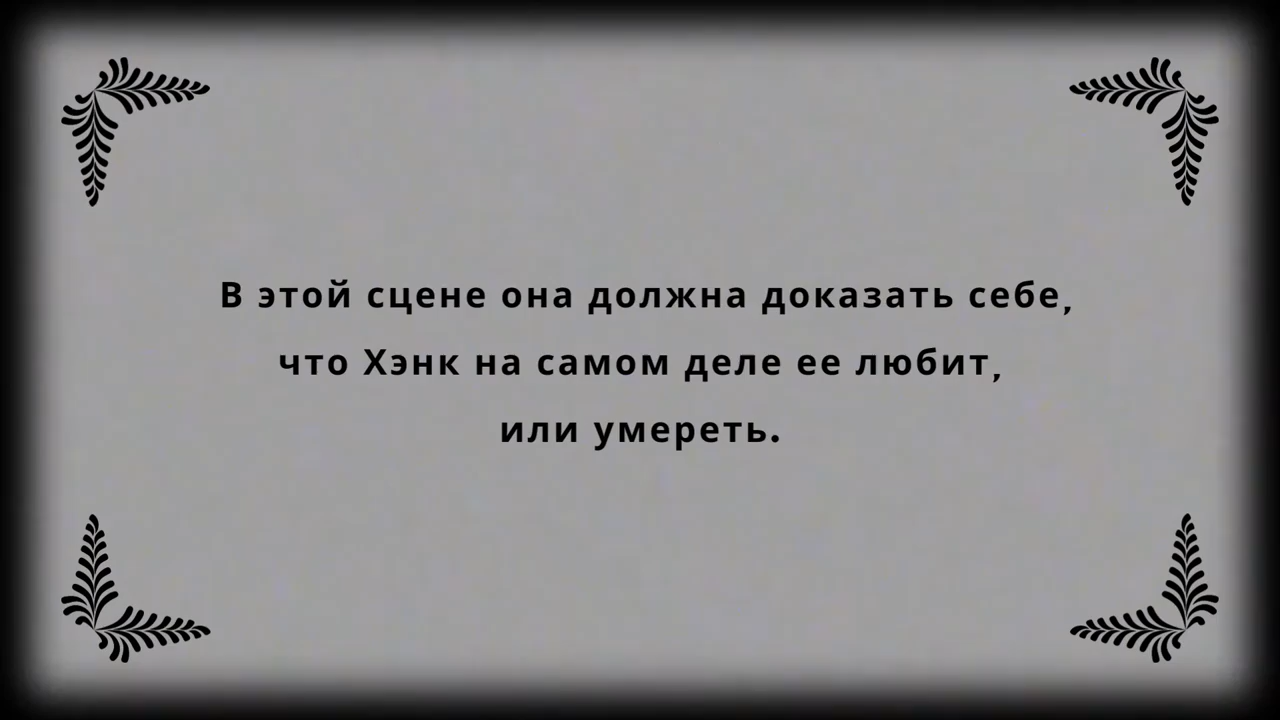 В этой сцене она должна доказать себе,
что Хэнк на самом деле ее любит,
или умереть.